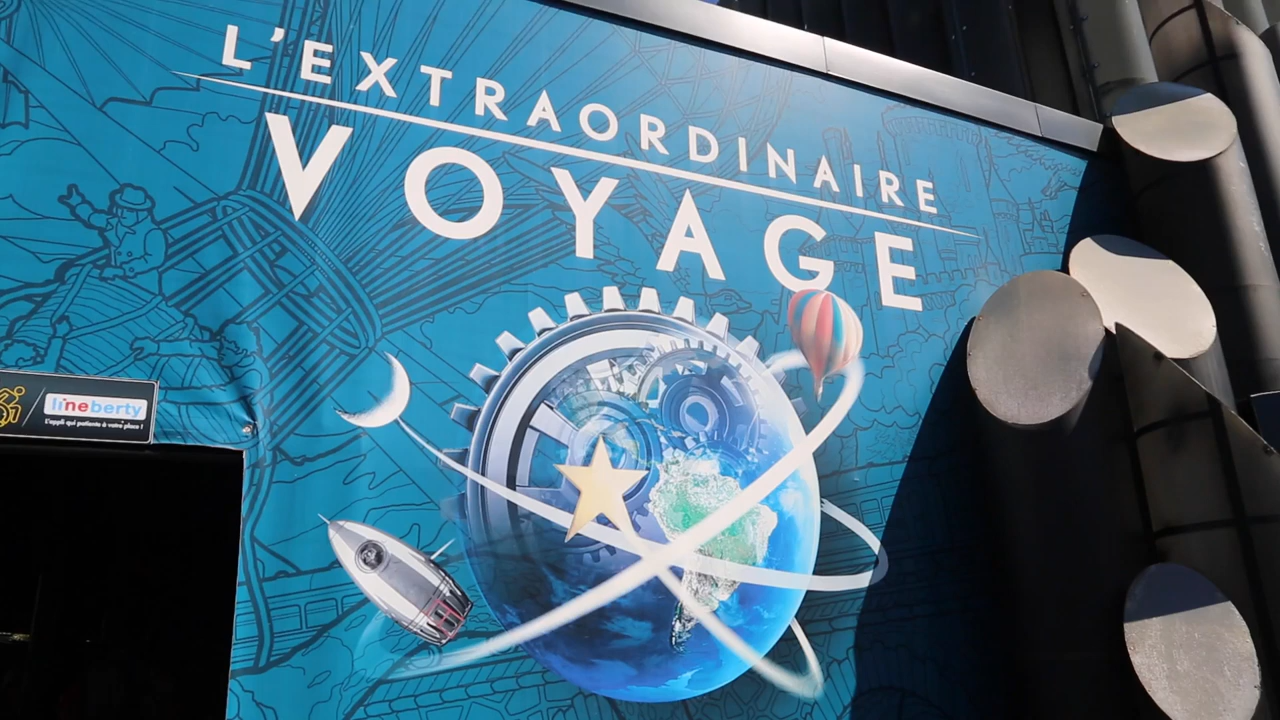 L'EXTRAORDINAIRE
VOYAGE
lineberty
L'appli qui patiente à votre place !